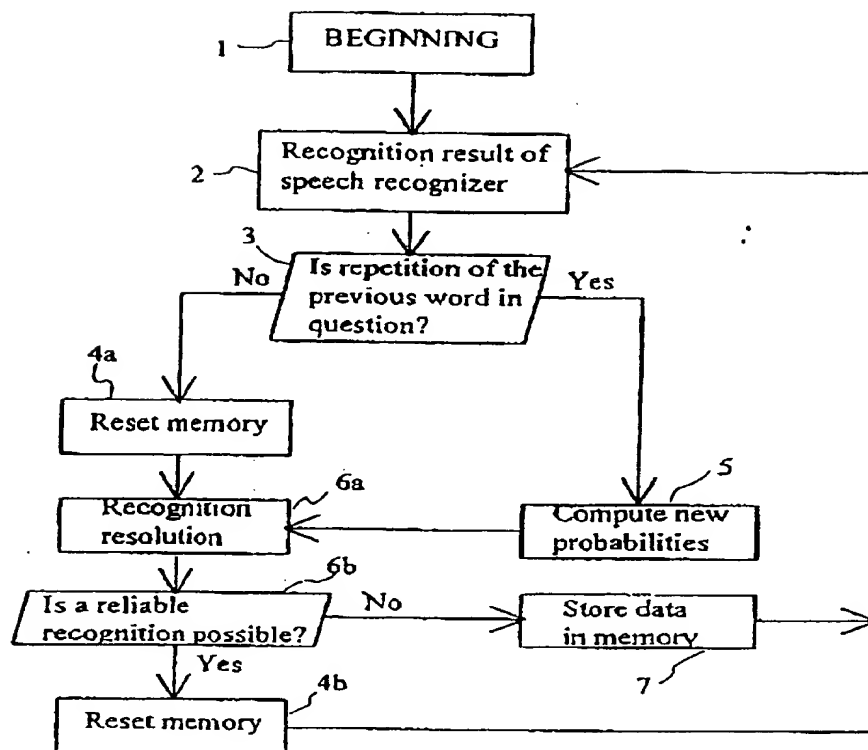 1
BEGINNING
2
Recognition result of
speech recognizer
3
Is repetition of the
previous word in
question?
No
Yes
4a
Reset memory
6a
Recognition
resolution
5
Compute new
probabilities
6b
Is a reliable
recognition possible?
No
Yes
Store data
in memory
7
4b
Reset memory